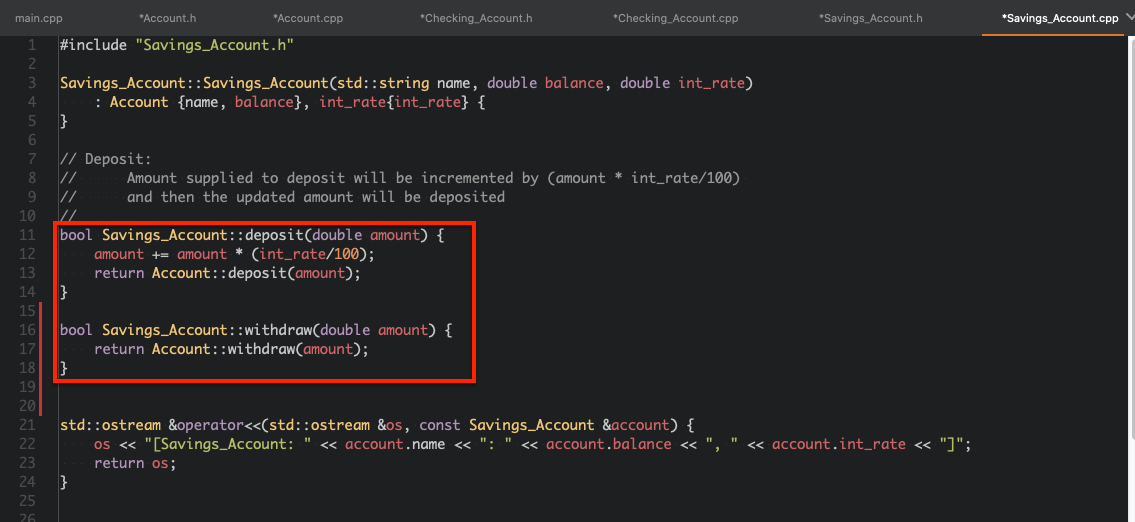 main.cpp *Account.h *Account.cpp *Checking_Account.h *Checking_Account.cpp *Savings_Account.h *Savings_Account.cpp
1 #include "Savings_Account.h"
2
3 Savings_Account::Savings_Account(std::string name, double balance, double int_rate)
4 : Account {name, balance}, int_rate{int_rate} {
5 }
6
7 // Deposit:
8 // Amount supplied to deposit will be incremented by (amount * int_rate/100)
9 // and then the updated amount will be deposited
10 //
11 bool Savings_Account::deposit(double amount) {
12 amount += amount * (int_rate/100);
13 return Account::deposit(amount);
14 }
15
16 bool Savings_Account::withdraw(double amount) {
17 return Account::withdraw(amount);
18 }
19
20
21 std::ostream &operator<<(std::ostream &os, const Savings_Account &account) {
22 os << "[Savings_Account: " << account.name << ": " << account.balance << ", " << account.int_rate << "]";
23 return os;
24 }
25
26